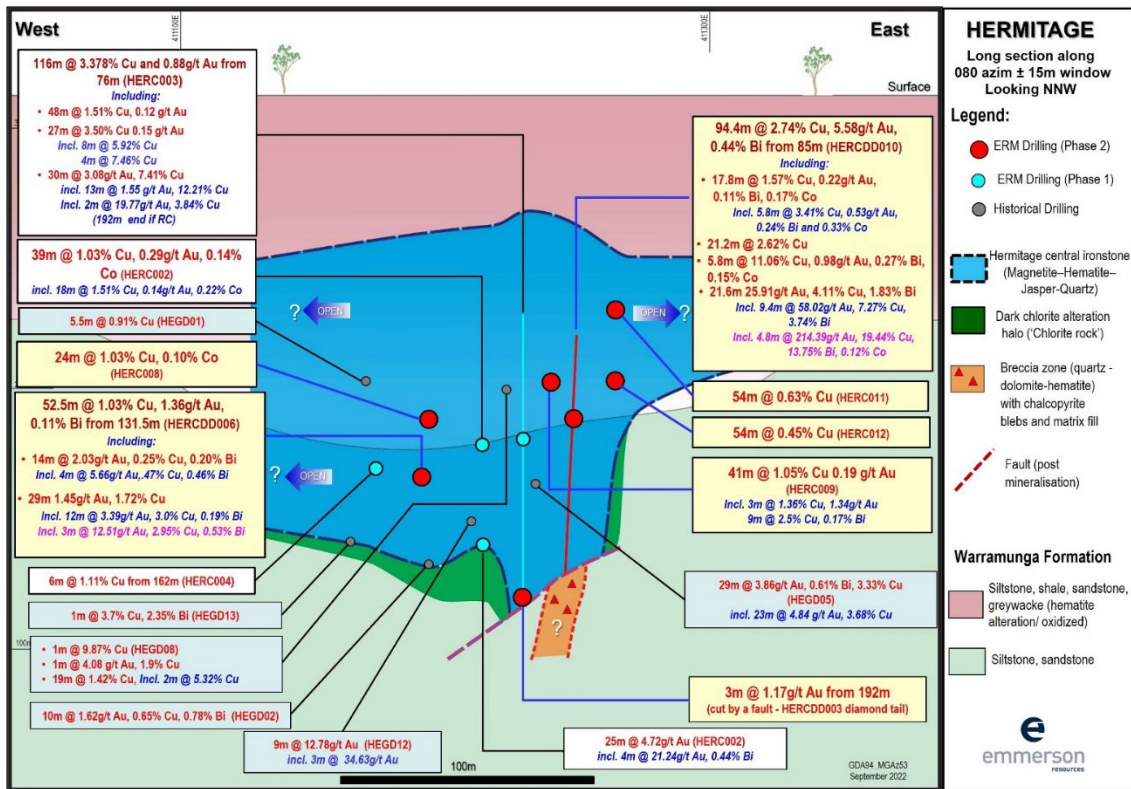 West
411100E
411300E
East
Surface
116m @ 3.378% Cu and 0.88g/t Au from
76m (HERC003)
Including:
• 48m @ 1.51% Cu, 0.12 g/t Au
• 27m @ 3.50% Cu 0.15 g/t Au
Incl. 8m @ 5.92% Cu
4m @ 7.46% Cu
• 30m @ 3.08g/t Au, 7.41% Cu
incl. 13m @ 1.55 g/t Au, 12.21% Cu
Incl. 2m @ 19.77g/t Au, 3.84% Cu
(192m end if RC)
39m @ 1.03% Cu, 0.29g/t Au, 0.14%
Co (HERC002)
incl. 18m @ 1.51% Cu, 0.14g/t Au, 0.22% Co
5.5m @ 0.91% Cu (HEGD01)
24m @ 1.03% Cu, 0.10% Co
(HERC008)
52.5m @ 1.03% Cu, 1.36g/t Au,
0.11% Bi from 131.5m (HERCDD006)
Including:
• 14m @ 2.03g/t Au, 0.25% Cu, 0.20% Bi
Incl. 4m @ 5.66g/t Au,.47% Cu, 0.46% Bi
• 29m 1.45g/t Au, 1.72% Cu
Incl. 12m @ 3.39g/t Au, 3.0% Cu, 0.19% Bi
Incl. 3m @ 12.51g/t Au, 2.95% Cu, 0.53% Bi
6m @ 1.11% Cu from 162m (HERC004)
1m @ 3.7% Cu, 2.35% Bi (HEGD13)
• 1m @ 9.87% Cu (HEGD08)
• 1m @ 4.08 g/t Au, 1.9% Cu
• 19m @ 1.42% Cu, Incl. 2m @ 5.32% Cu
10m @ 1.62g/t Au, 0.65% Cu, 0.78% Bi (HEGD02)
9m @ 12.78g/t Au (HEGD12)
incl. 3m @ 34.63g/t Au
? OPEN
OPEN ?
? OPEN
?
94.4m @ 2.74% Cu, 5.58g/t Au,
0.44% Bi from 85m (HERCDD010)
Including:
• 17.8m @ 1.57% Cu, 0.22g/t Au,
0.11% Bi, 0.17% Co
Incl. 5.8m @ 3.41% Cu, 0.53g/t Au,
0.24% Bi and 0.33% Co
• 21.2m @ 2.62% Cu
• 5.8m @ 11.06% Cu, 0.98g/t Au, 0.27% Bi,
0.15% Co
• 21.6m 25.91g/t Au, 4.11% Cu, 1.83% Bi
Incl. 9.4m @ 58.02g/t Au, 7.27% Cu,
3.74% Bi
Incl. 4.8m @ 214.39g/t Au, 19.44% Cu,
13.75% Bi, 0.12% Co
54m @ 0.63% Cu (HERC011)
54m @ 0.45% Cu (HERC012)
41m @ 1.05% Cu 0.19 g/t Au
(HERC009)
Incl. 3m @ 1.36% Cu, 1.34g/t Au
9m @ 2.5% Cu, 0.17% Bi
29m @ 3.86g/t Au, 0.61% Bi, 3.33% Cu
(HEGD05)
incl. 23m @ 4.84 g/t Au, 3.68% Cu
3m @ 1.17g/t Au from 192m
(cut by a fault - HERCDD003 diamond tail)
25m @ 4.72g/t Au (HERC002)
incl. 4m @ 21.24g/t Au, 0.44% Bi
100m
GDA94. MGAz53
September 2022
HERMITAGE
Long section along
080 azim ± 15m window
Looking NNW
Legend:
ERM Drilling (Phase 2)
ERM Drilling (Phase 1)
Historical Drilling
Hermitage central ironstone
(Magnetite–Hematite–
Jasper-Quartz)
Dark chlorite alteration
halo ('Chlorite rock')
Breccia zone (quartz -
dolomite-hematite)
with chalcopyrite
blebs and matrix fill
Fault (post
mineralisation)
Warramunga Formation
Siltstone, shale, sandstone,
greywacke (hematite
alteration/ oxidized)
Siltstone, sandstone
emmerson
resources